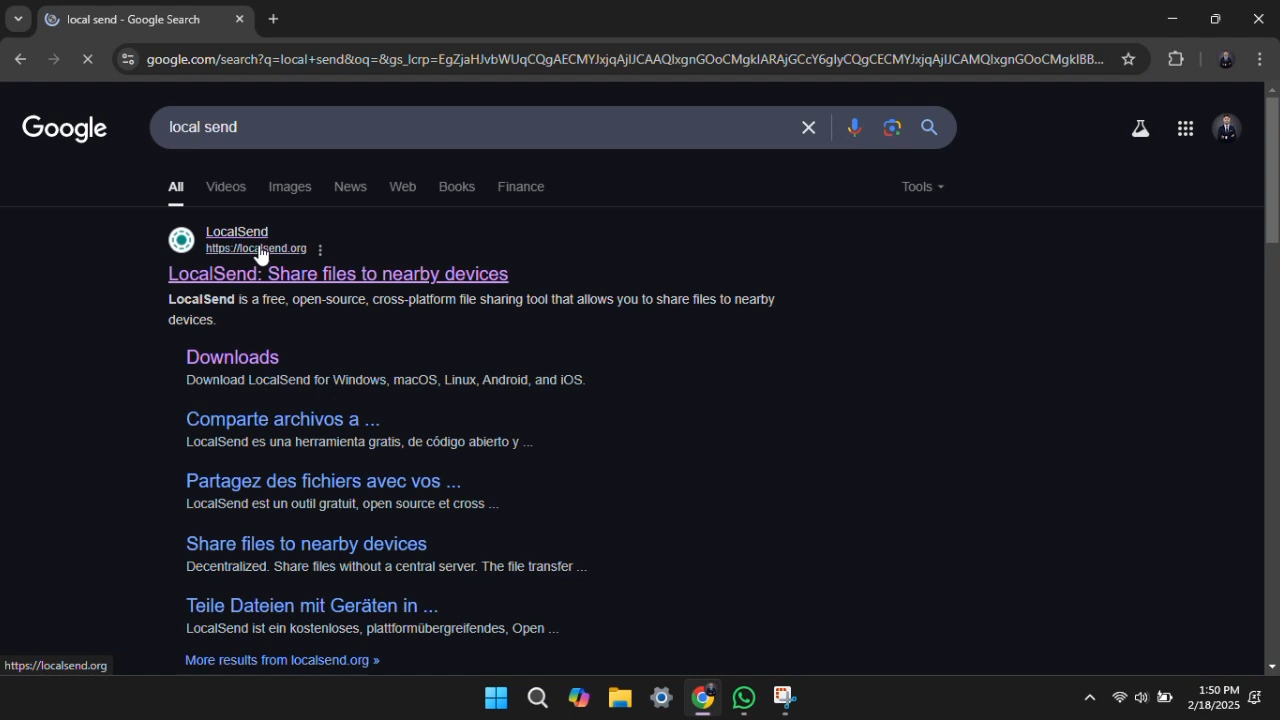 local send - Google Search
google.com/search?q=local+send&oq=&gs_lcrp=
Google
local send
All Videos Images News Web Books Finance Tools
LocalSend
https://localsend.org
LocalSend: Share files to nearby devices
LocalSend is a free, open-source, cross-platform file sharing tool that allows you to share files to nearby
devices.
Downloads
Download LocalSend for Windows, macOS, Linux, Android, and iOS.
Comparte archivos a ...
LocalSend es una herramienta gratis, de código abierto y ...
Partagez des fichiers avec vos ...
LocalSend est un outil gratuit, open source et cross ...
Share files to nearby devices
Decentralized. Share files without a central server. The file transfer ...
Teile Dateien mit Geräten in ...
LocalSend ist ein kostenloses, plattformübergreifendes, Open ...
More results from localsend.org »
https://localsend.org
1:50 PM
2/18/2025